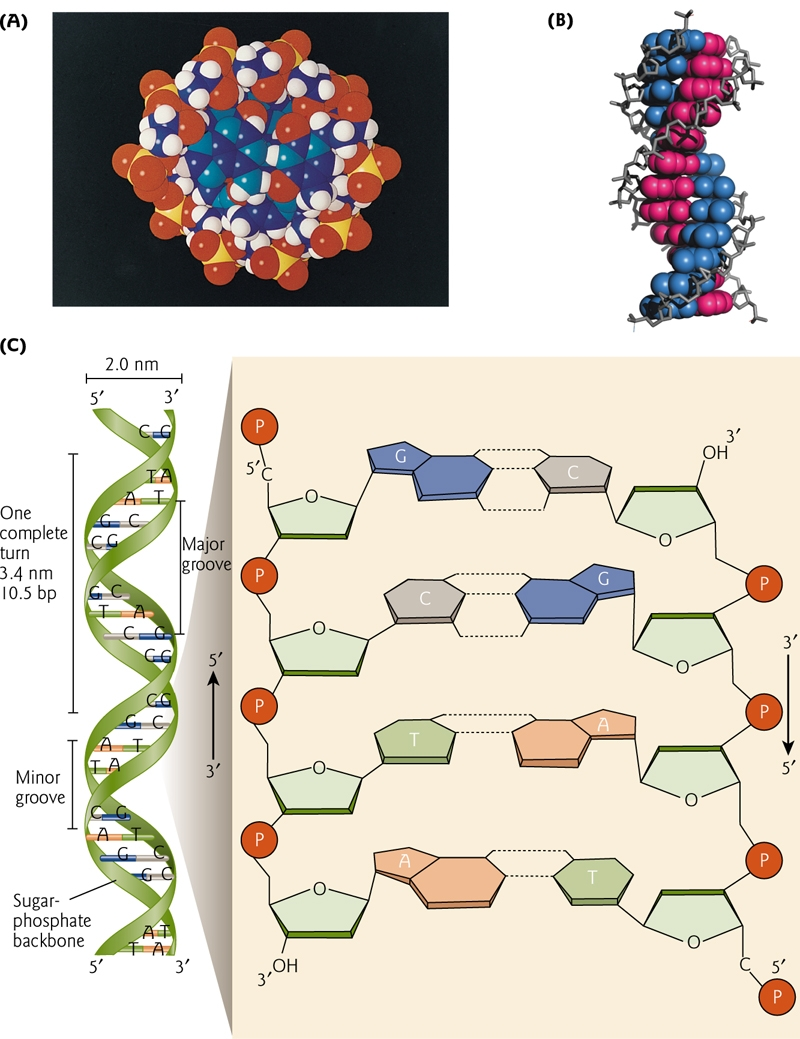 (A)
(B)
(C)
2.0 nm
5′ 3′
C G
T A
A T
G C
C G
G C
T A
C G
G G
C G
G C
A T
T A
C G
A T
G C
G C
A T
T A
5′ 3′
One
complete
turn
3.4 nm
10.5 bp
Major
groove
Minor
groove
Sugar-
phosphate
backbone
5′
3′
P
5′ C
O
G
C
OH 3′
O
P
O
C
G
O
P
P
O
T
A
O
P
P
O
A
T
O
P
3′ OH
C 5′
P
3′
5′